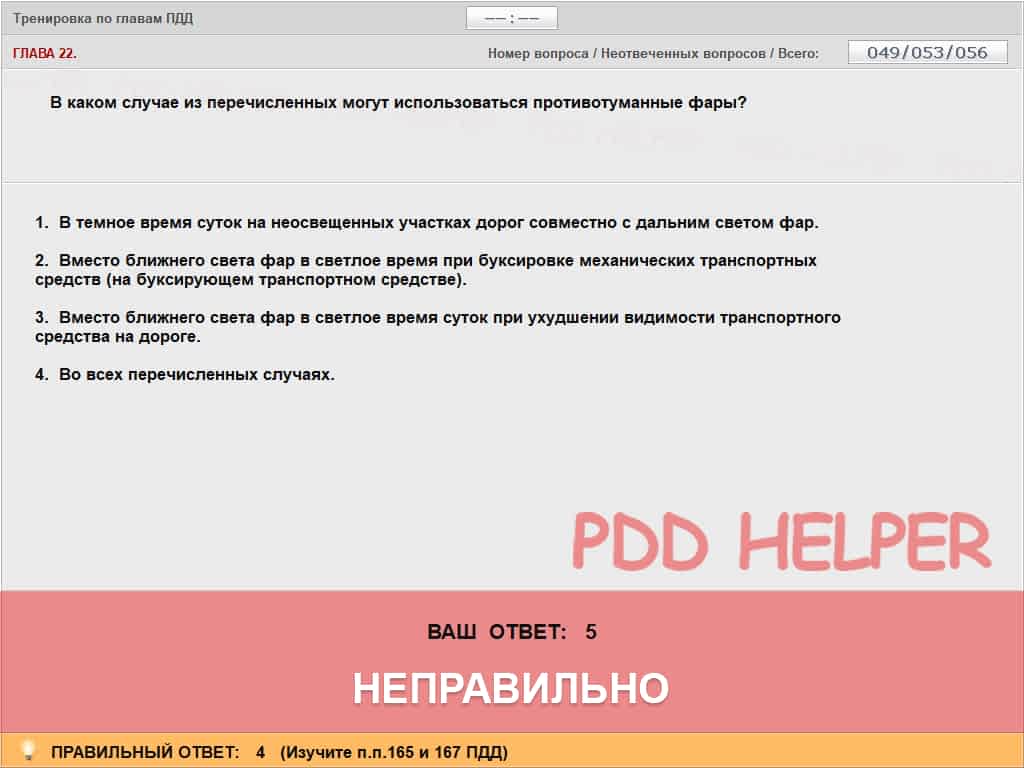 Тренировка по главам ПДД
—— : ——
ГЛАВА 22.
Номер вопроса / Неотвеченных вопросов / Всего:
049/053/056
В каком случае из перечисленных могут использоваться противотуманные фары?
1. В темное время суток на неосвещенных участках дорог совместно с дальним светом фар.
2. Вместо ближнего света фар в светлое время при буксировке механических транспортных
средств (на буксирующем транспортном средстве).
3. Вместо ближнего света фар в светлое время суток при ухудшении видимости транспортного
средства на дороге.
4. Во всех перечисленных случаях.
PDD HELPER
ВАШ ОТВЕТ: 5
НЕПРАВИЛЬНО
ПРАВИЛЬНЫЙ ОТВЕТ: 4 (Изучите п.п.165 и 167 ПДД)